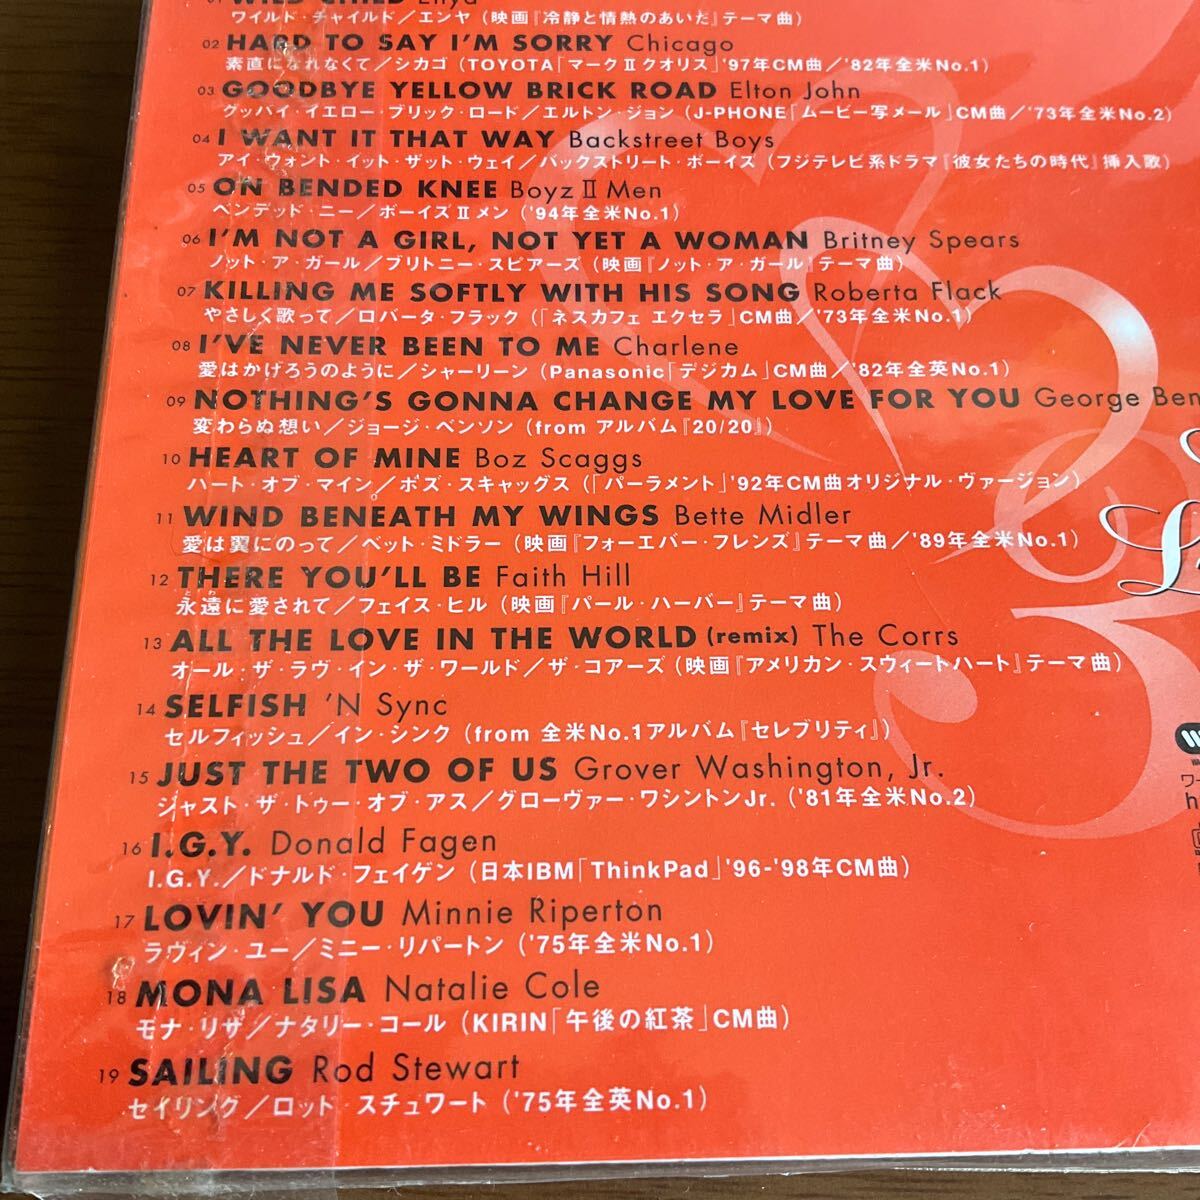 01 WILD CHILD Enya
ワイルド・チャイルド／エンヤ（映画『冷静と情熱のあいだ』テーマ曲）
02 HARD TO SAY I'M SORRY Chicago
素直になれなくて／シカゴ（TOYOTA「マークⅡクオリス」'97年CM曲／'82年全米No.1）
03 GOODBYE YELLOW BRICK ROAD Elton John
グッバイ・イエロー・ブリック・ロード／エルトン・ジョン（J-PHONE「ムービー写メール」CM曲／'73年全米No.2）
04 I WANT IT THAT WAY Backstreet Boys
アイ・ウォント・イット・ザット・ウェイ／バックストリート・ボーイズ（フジテレビ系ドラマ『彼女たちの時代』挿入歌）
05 ON BENDED KNEE Boyz Ⅱ Men
ベンデッド・ニー／ボーイズⅡメン（'94年全米No.1）
06 I'M NOT A GIRL, NOT YET A WOMAN Britney Spears
ノット・ア・ガール／ブリトニー・スピアーズ（映画『ノット・ア・ガール』テーマ曲）
07 KILLING ME SOFTLY WITH HIS SONG Roberta Flack
やさしく歌って／ロバータ・フラック（「ネスカフェ エクセラ」CM曲／'73年全米No.1）
08 I'VE NEVER BEEN TO ME Charlene
愛はかげろうのように／シャーリーン（Panasonic「デジカム」CM曲／'82年全英No.1）
09 NOTHING'S GONNA CHANGE MY LOVE FOR YOU George Ben
変わらぬ想い／ジョージ・ベンソン（from アルバム『20/20』）
10 HEART OF MINE Boz Scaggs
ハート・オブ・マイン／ボズ・スキャッグス（「パーラメント」'92年CM曲オリジナル・ヴァージョン）
11 WIND BENEATH MY WINGS Bette Midler
愛は翼にのって／ベット・ミドラー（映画『フォーエバー・フレンズ』テーマ曲／'89年全米No.1）
12 THERE YOU'LL BE Faith Hill
永遠に愛されて／フェイス・ヒル（映画『パール・ハーバー』テーマ曲）
13 ALL THE LOVE IN THE WORLD (remix) The Corrs
オール・ザ・ラヴ・イン・ザ・ワールド／ザ・コアーズ（映画『アメリカン・スウィートハート』テーマ曲）
14 SELFISH 'N Sync
セルフィッシュ／イン・シンク（from 全米No.1アルバム『セレブリティ』）
15 JUST THE TWO OF US Grover Washington, Jr.
ジャスト・ザ・トゥー・オブ・アス／グローヴァー・ワシントンJr.（'81年全米No.2）
16 I.G.Y. Donald Fagen
I.G.Y.／ドナルド・フェイゲン（日本IBM「ThinkPad」'96-'98年CM曲）
17 LOVIN' YOU Minnie Riperton
ラヴィン・ユー／ミニー・リパートン（'75年全米No.1）
18 MONA LISA Natalie Cole
モナ・リザ／ナタリー・コール（KIRIN「午後の紅茶」CM曲）
19 SAILING Rod Stewart
セイリング／ロッド・スチュワート（'75年全英No.1）